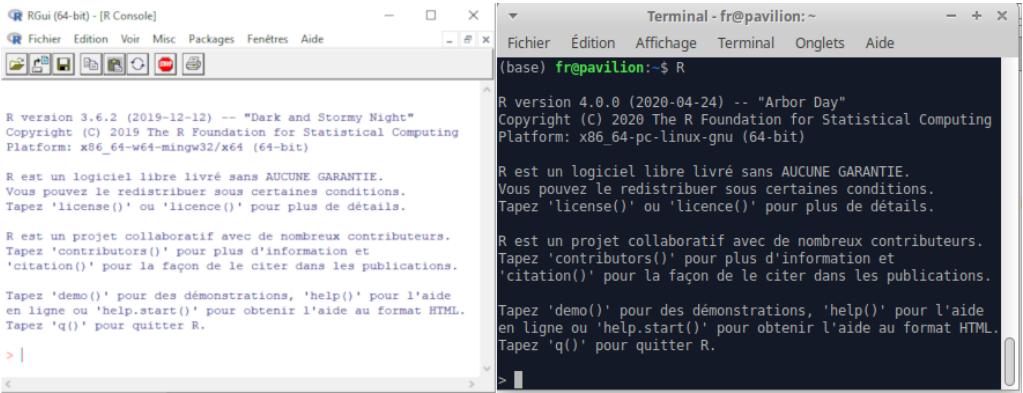 RGui (64-bit) - [R Console]
Fichier Edition Voir Misc Packages Fenêtres Aide
R version 3.6.2 (2019-12-12) -- "Dark and Stormy Night"
Copyright (C) 2019 The R Foundation for Statistical Computing
Platform: x86_64-w64-mingw32/x64 (64-bit)
R est un logiciel libre livré sans AUCUNE GARANTIE.
Vous pouvez le redistribuer sous certaines conditions.
Tapez 'license()' ou 'licence()' pour plus de détails.
R est un projet collaboratif avec de nombreux contributeurs.
Tapez 'contributors()' pour plus d'information et
'citation()' pour la façon de le citer dans les publications.
Tapez 'demo()' pour des démonstrations, 'help()' pour l'aide
en ligne ou 'help.start()' pour obtenir l'aide au format HTML.
Tapez 'q()' pour quitter R.
>
Terminal - fr@pavilion: ~
Fichier Édition Affichage Terminal Onglets Aide
(base) fr@pavilion:~$ R
R version 4.0.0 (2020-04-24) -- "Arbor Day"
Copyright (C) 2020 The R Foundation for Statistical Computing
Platform: x86_64-pc-linux-gnu (64-bit)
R est un logiciel libre livré sans AUCUNE GARANTIE.
Vous pouvez le redistribuer sous certaines conditions.
Tapez 'license()' ou 'licence()' pour plus de détails.
R est un projet collaboratif avec de nombreux contributeurs.
Tapez 'contributors()' pour plus d'information et
'citation()' pour la façon de le citer dans les publications.
Tapez 'demo()' pour des démonstrations, 'help()' pour l'aide
en ligne ou 'help.start()' pour obtenir l'aide au format HTML.
Tapez 'q()' pour quitter R.
>